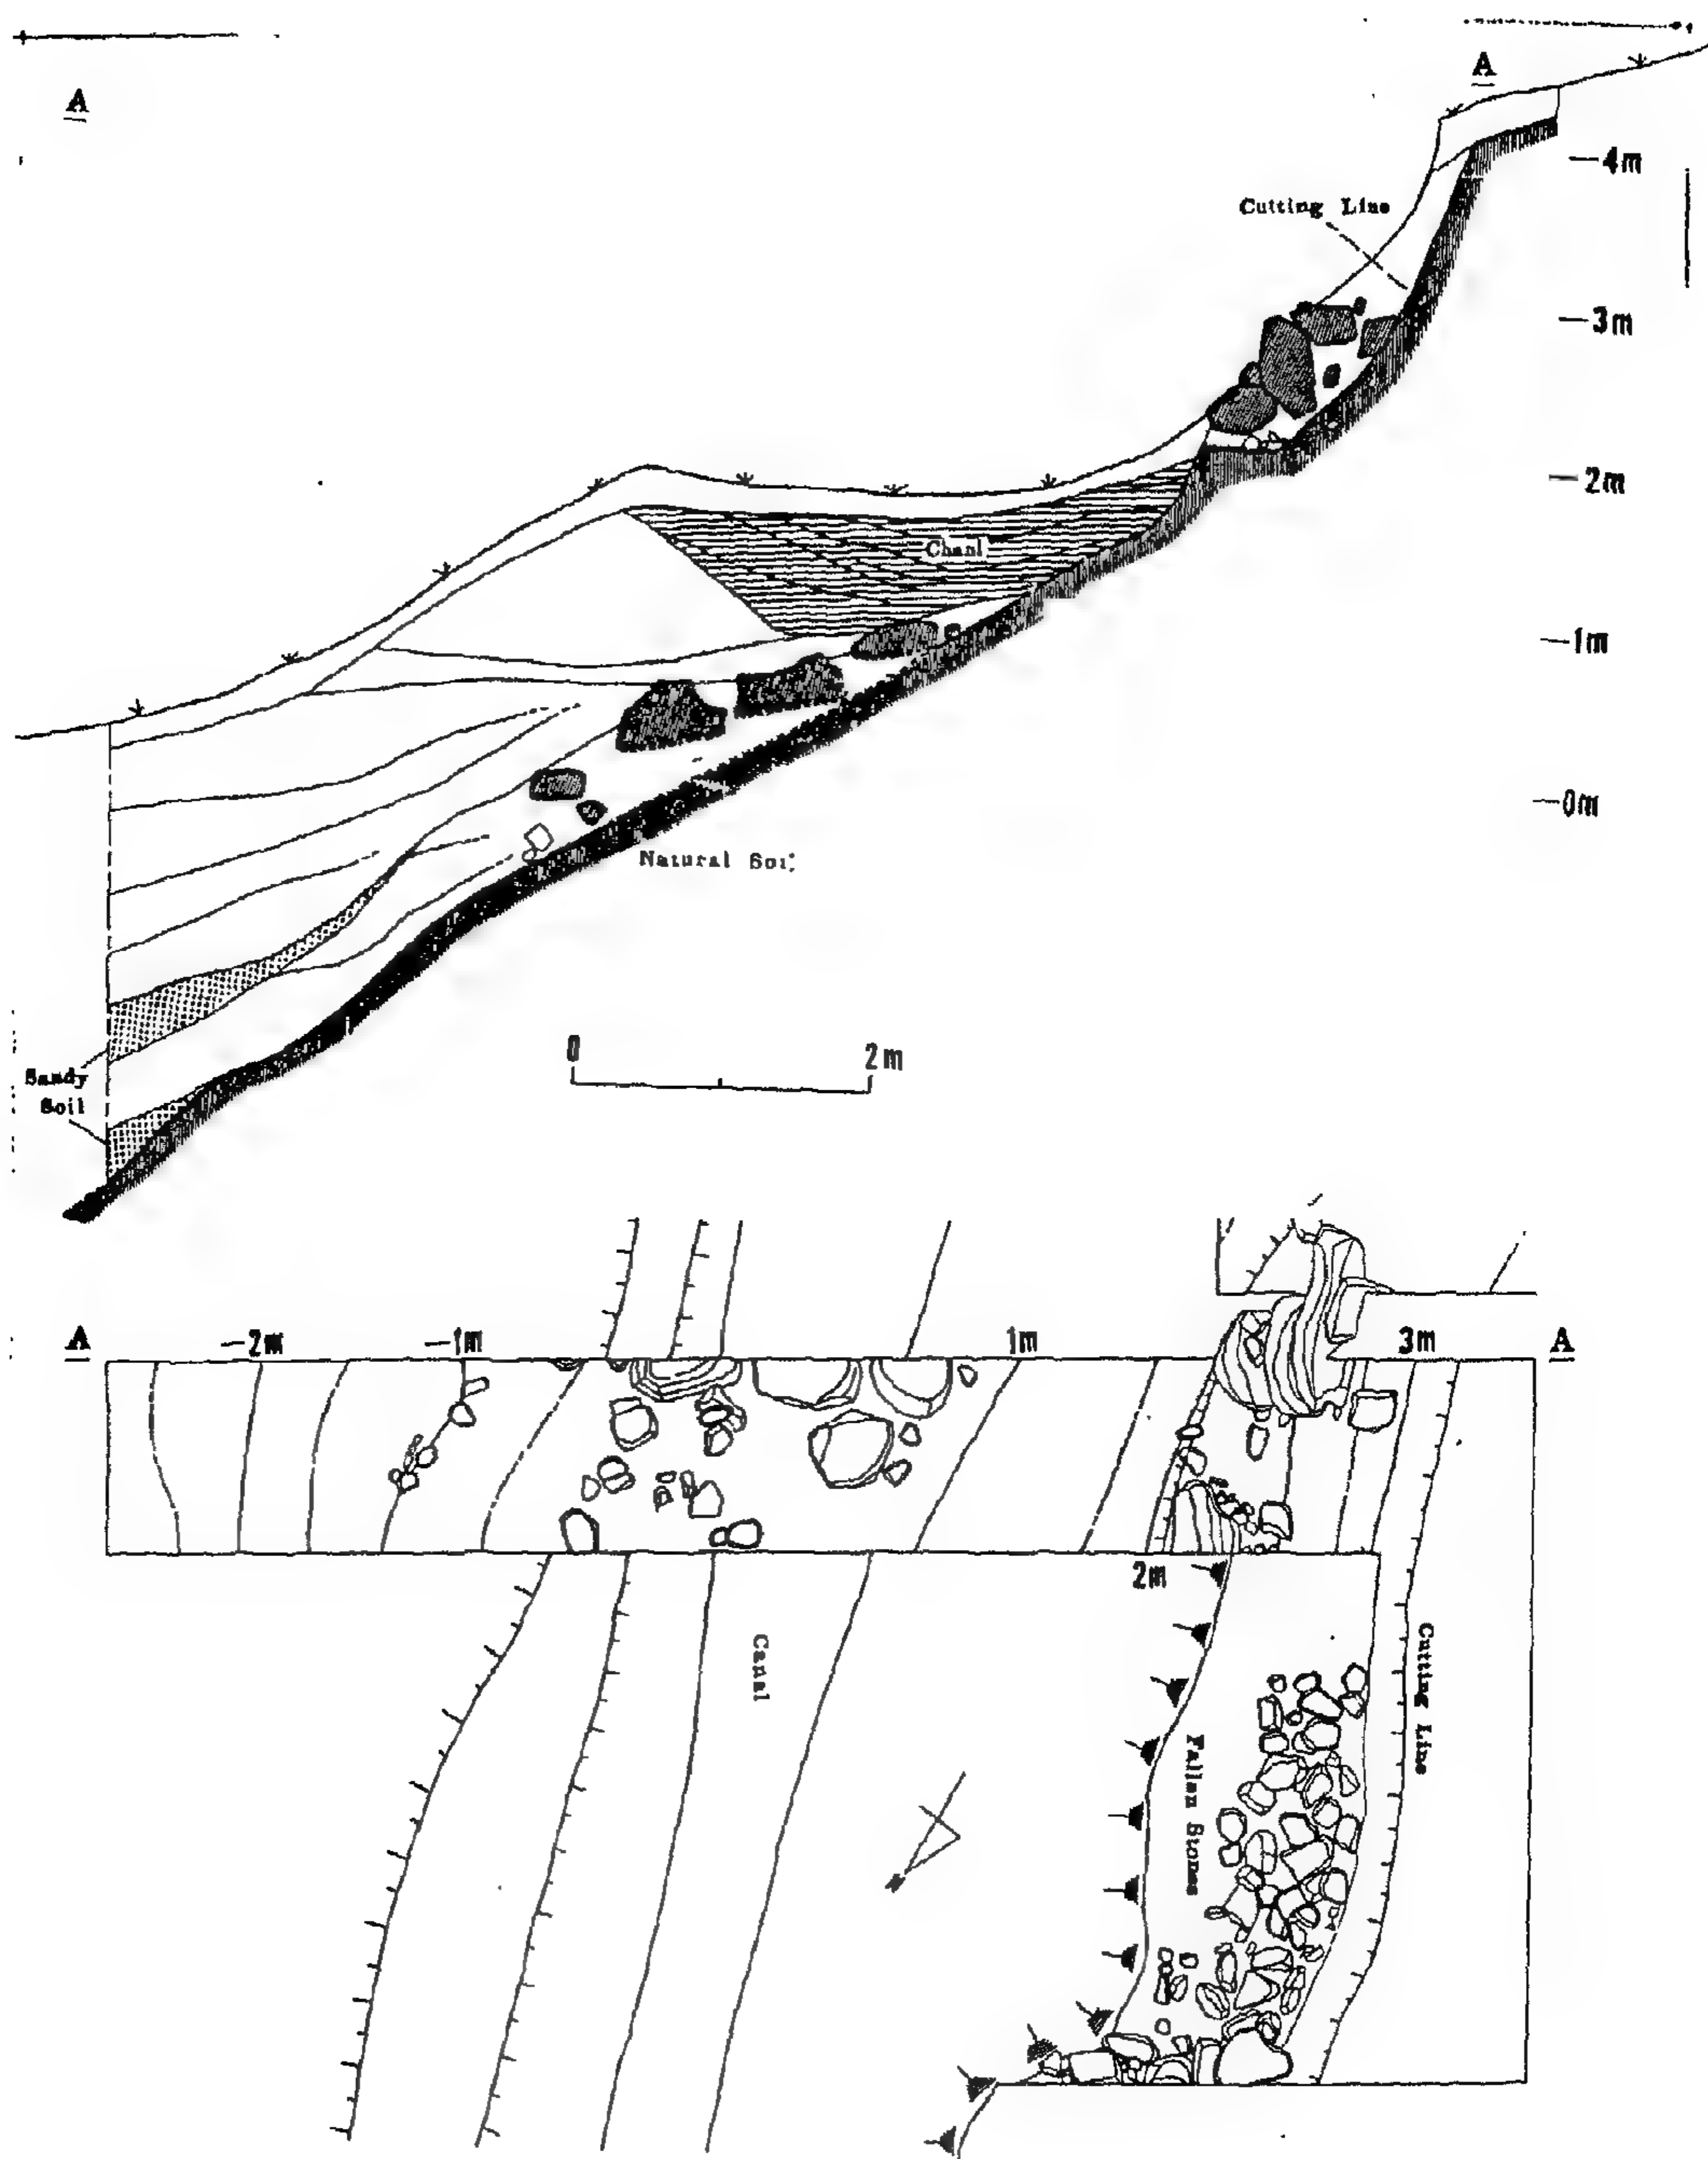 A
A
—4m
Cutting Line
—3m
—2m
Chanl
—1m
—0m
Natural Soil
0
2m
Sandy
Soil
A
—2m
—1m
1m
3m
A
2m
Canal
Cutting Line
Fallen Stones